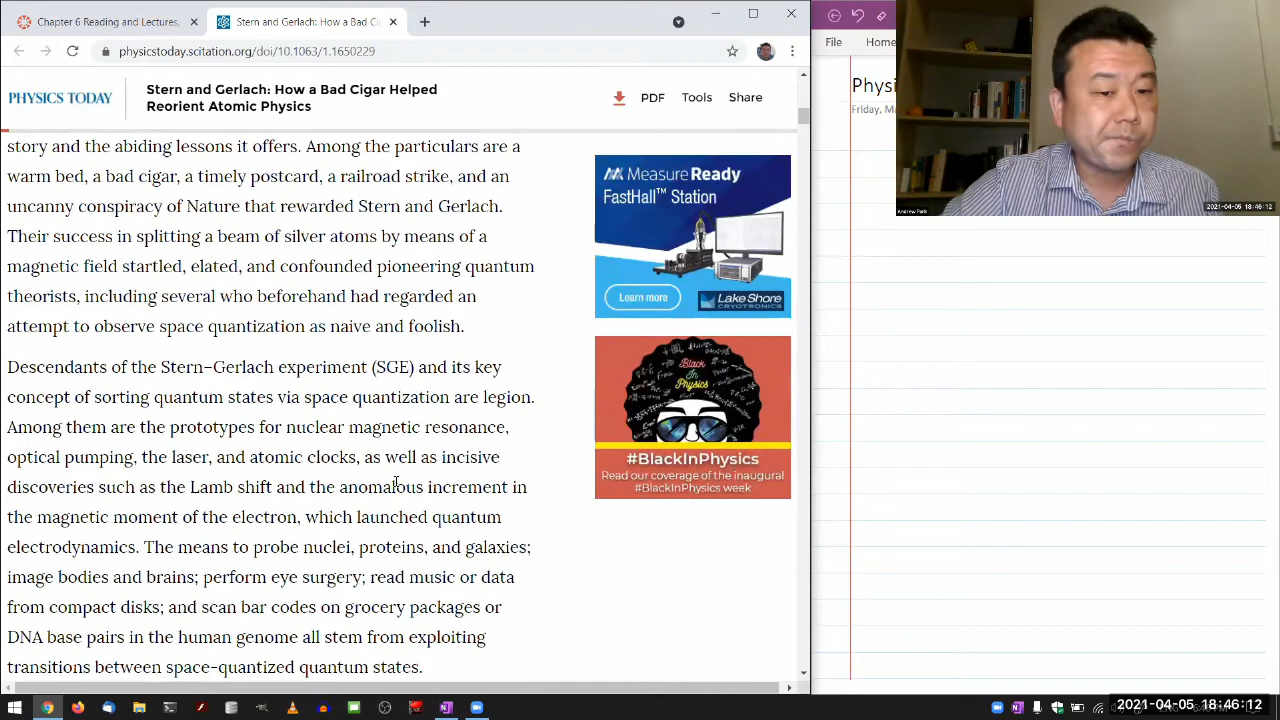 Chapter 6 Reading and Lectures,
Stern and Gerlach: How a Bad Ci
physicstoday.scitation.org/doi/10.1063/1.1650229
PHYSICS TODAY
Stern and Gerlach: How a Bad Cigar Helped
Reorient Atomic Physics
PDF
Tools
Share
story and the abiding lessons it offers. Among the particulars are a
warm bed, a bad cigar, a timely postcard, a railroad strike, and an
uncanny conspiracy of Nature that rewarded Stern and Gerlach.
Their success in splitting a beam of silver atoms by means of a
magnetic field startled, elated, and confounded pioneering quantum
theorists, including several who beforehand had regarded an
attempt to observe space quantization as naive and foolish.
Descendants of the Stern–Gerlach experiment (SGE) and its key
concept of sorting quantum states via space quantization are legion.
Among them are the prototypes for nuclear magnetic resonance,
optical pumping, the laser, and atomic clocks, as well as incisive
discoveries such as the Lamb shift and the anomalous increment in
the magnetic moment of the electron, which launched quantum
electrodynamics. The means to probe nuclei, proteins, and galaxies;
image bodies and brains; perform eye surgery; read music or data
from compact disks; and scan bar codes on grocery packages or
DNA base pairs in the human genome all stem from exploiting
transitions between space-quantized quantum states.
MeasureReady
FastHall™ Station
Learn more
LakeShore
CRYOTRONICS
Black
In
Physics
#BlackInPhysics
Read our coverage of the inaugural
#BlackInPhysics week
File
Home
Physi
Friday, Ma
Andrew Park
2021-04-05 18:46:12
2021-04-05 18:46:12